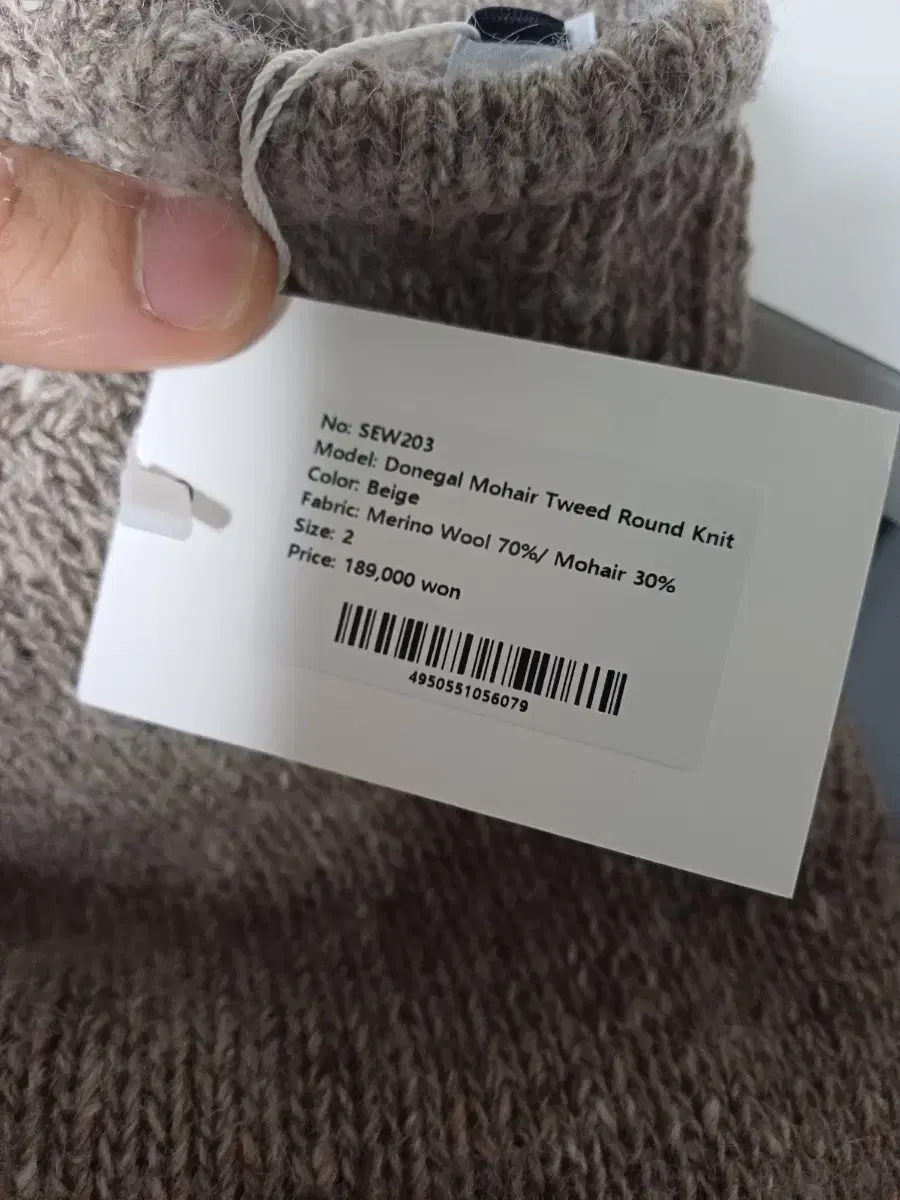 No: SEW203
Model: Donegal Mohair Tweed Round Knit
Color: Beige
Fabric: Merino Wool 70%/ Mohair 30%
Size: 2
Price: 189,000 won
4950551056079